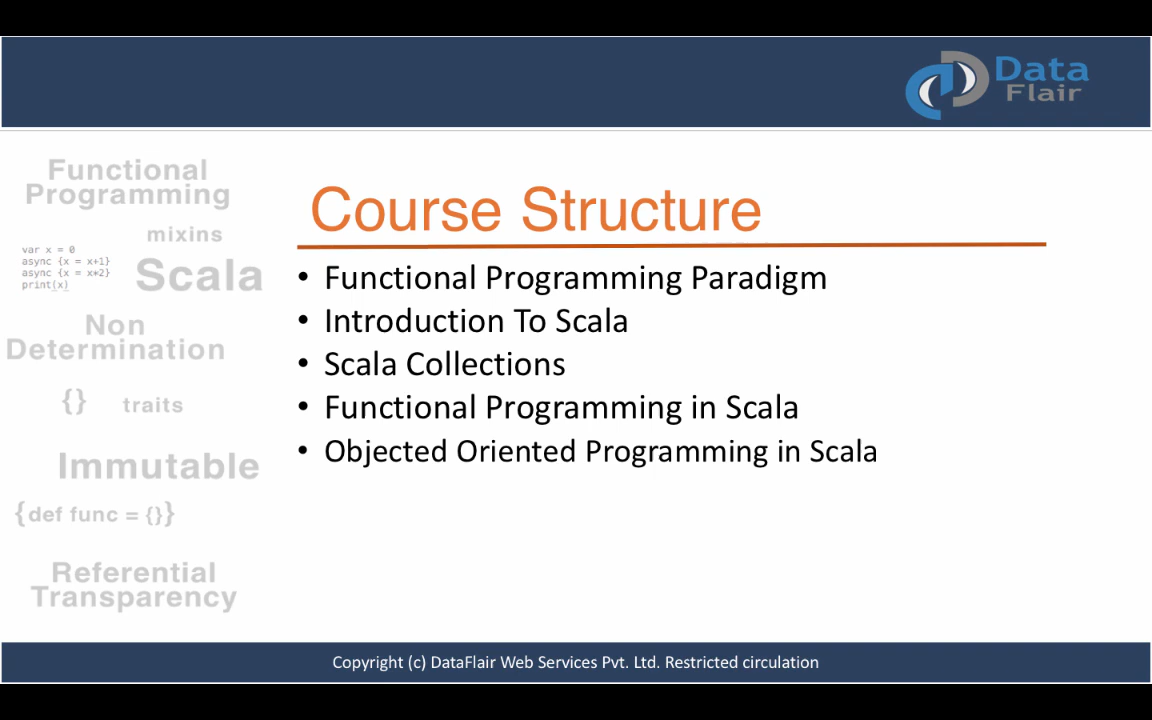 Data
Flair
Functional
Programming
mixins
var x = 0
async {x = x+1}
async {x = x*2}
print(x)
Scala
Non
Determination
{} traits
Immutable
{def func = {}}
Referential
Transparency
Course Structure
• Functional Programming Paradigm
• Introduction To Scala
• Scala Collections
• Functional Programming in Scala
• Objected Oriented Programming in Scala
Copyright (c) DataFlair Web Services Pvt. Ltd. Restricted circulation